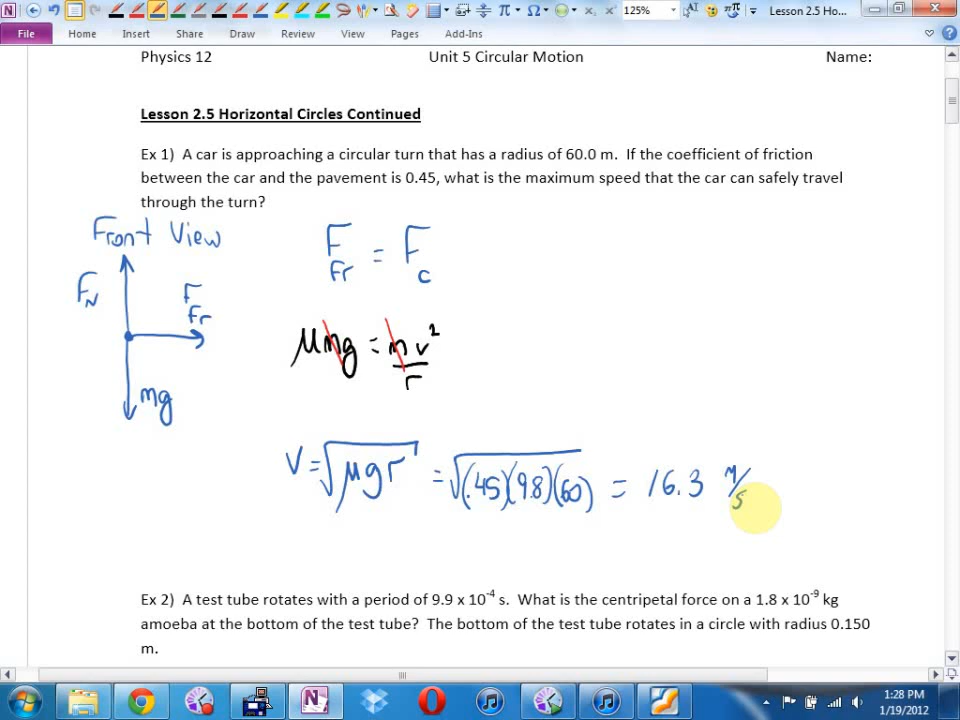 125%
Lesson 2.5 Ho...
File Home Insert Share Draw Review View Pages Add-Ins
Physics 12 Unit 5 Circular Motion Name:
Lesson 2.5 Horizontal Circles Continued
Ex 1) A car is approaching a circular turn that has a radius of 60.0 m. If the coefficient of friction
between the car and the pavement is 0.45, what is the maximum speed that the car can safely travel
through the turn?
Front View
F_N
F_Fr
mg
F_Fr = F_c
μmg = mv²/r
V = √μgr = √(.45)(9.8)(60) = 16.3 m/s
Ex 2) A test tube rotates with a period of 9.9 x 10⁻⁴ s. What is the centripetal force on a 1.8 x 10⁻⁹ kg
amoeba at the bottom of the test tube? The bottom of the test tube rotates in a circle with radius 0.150
m.
1:28 PM
1/19/2012